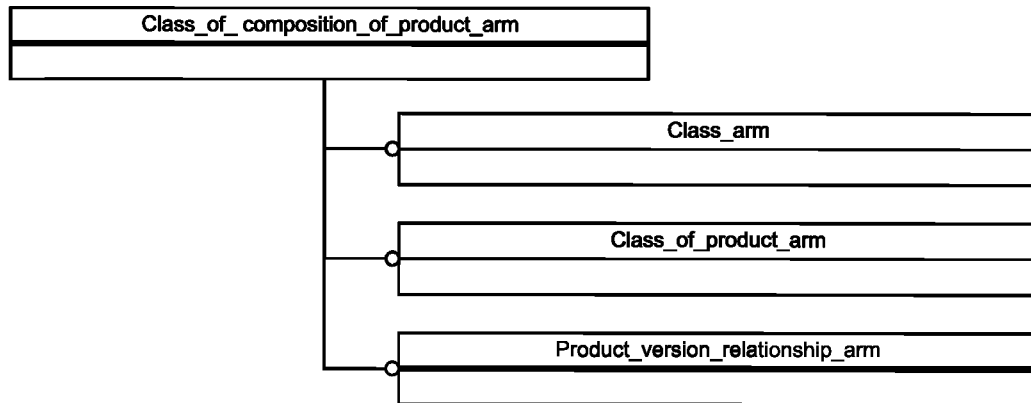 Class_of_ composition_of_product_arm
Class_arm
Class_of_product_arm
Product_version_relationship_arm